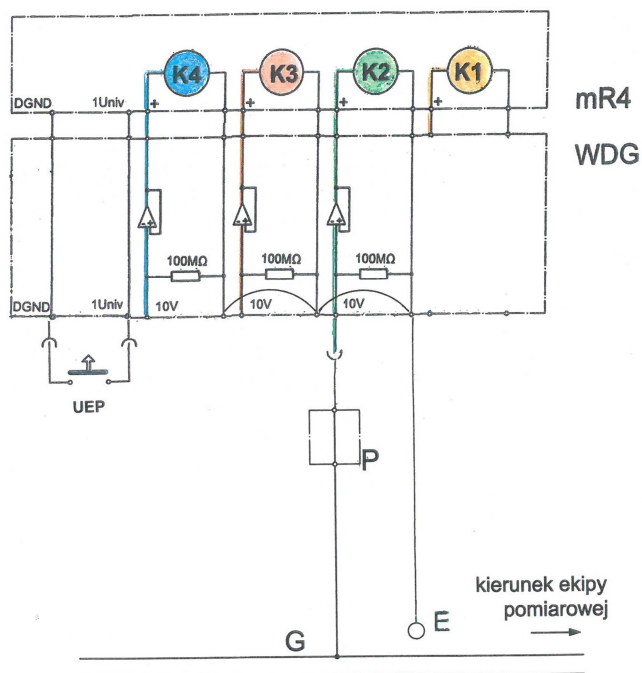 K4 K3 K2 K1
DGND 1Univ + + + +
mR4
WDG
100MΩ 100MΩ 100MΩ
DGND 1Univ 10V 10V 10V
UEP
P
kierunek ekipy
pomiarowej
E
G